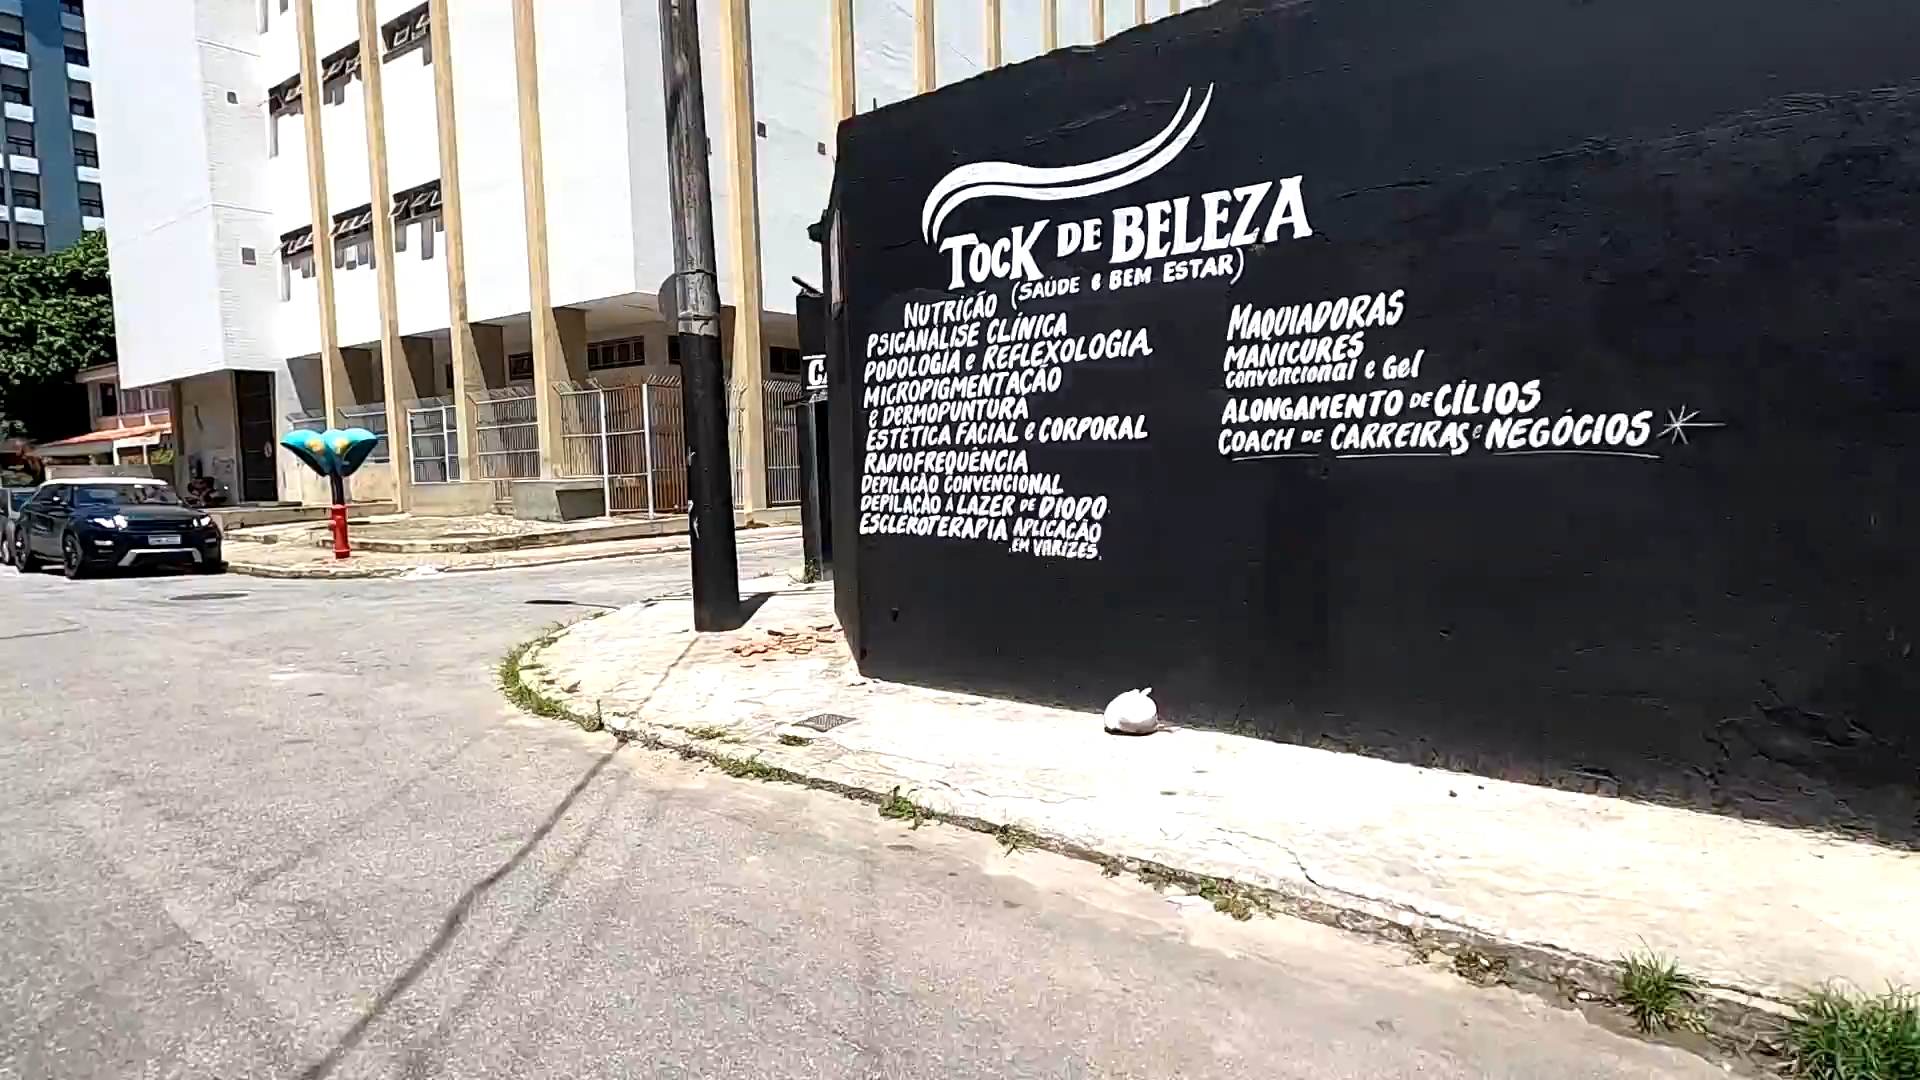 TOCK DE BELEZA
(SAÚDE e BEM ESTAR)
NUTRIÇÃO
PSICANÁLISE CLÍNICA
PODOLOGIA e REFLEXOLOGIA
MICROPIGMENTAÇÃO
e DERMOPUNTURA
ESTÉTICA FACIAL e CORPORAL
RADIOFREQUÊNCIA
DEPILAÇÃO CONVENCIONAL
DEPILAÇÃO A LAZER DE DIODO
ESCLEROTERAPIA APLICAÇÃO
EM VARIZES.
MAQUIADORAS
MANICURES
convencional e Gel
ALONGAMENTO DE CÍLIOS
COACH DE CARREIRAS e NEGÓCIOS